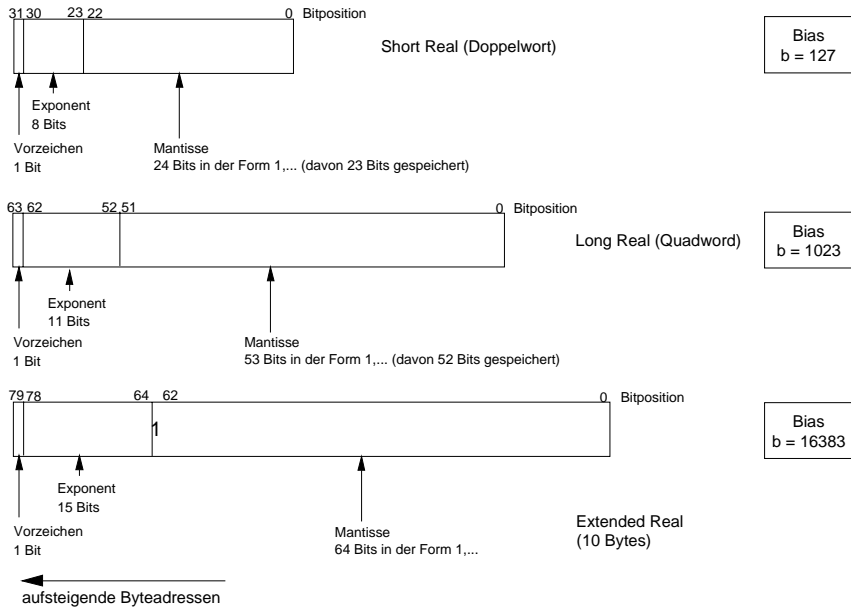 31 30 23 22 0 Bitposition
Short Real (Doppelwort)
Bias
b = 127
Exponent
8 Bits
Vorzeichen
1 Bit
Mantisse
24 Bits in der Form 1,... (davon 23 Bits gespeichert)
63 62 52 51 0 Bitposition
Long Real (Quadword)
Bias
b = 1023
Exponent
11 Bits
Vorzeichen
1 Bit
Mantisse
53 Bits in der Form 1,... (davon 52 Bits gespeichert)
79 78 64 62 0 Bitposition
1
Bias
b = 16383
Exponent
15 Bits
Vorzeichen
1 Bit
Mantisse
64 Bits in der Form 1,...
Extended Real
(10 Bytes)
aufsteigende Byteadressen